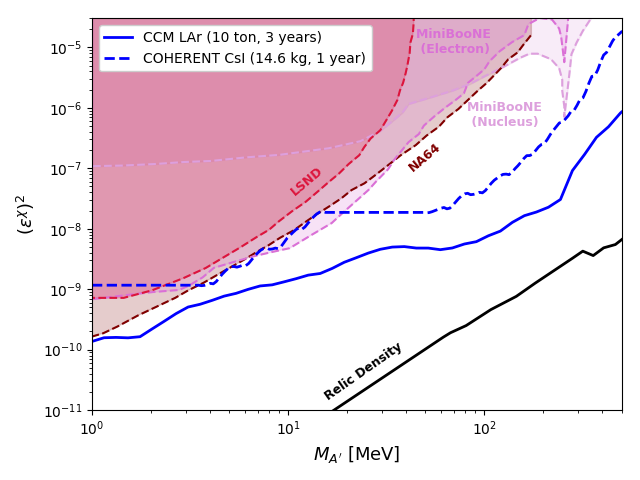 CCM LAr (10 ton, 3 years)
COHERENT CsI (14.6 kg, 1 year)
MiniBooNE
(Electron)
MiniBooNE
(Nucleus)
LSND
NA64
Relic Density
10⁻⁵
10⁻⁶
10⁻⁷
10⁻⁸
10⁻⁹
10⁻¹⁰
10⁻¹¹
(εχ)²
10⁰
10¹
10²
M_A′ [MeV]